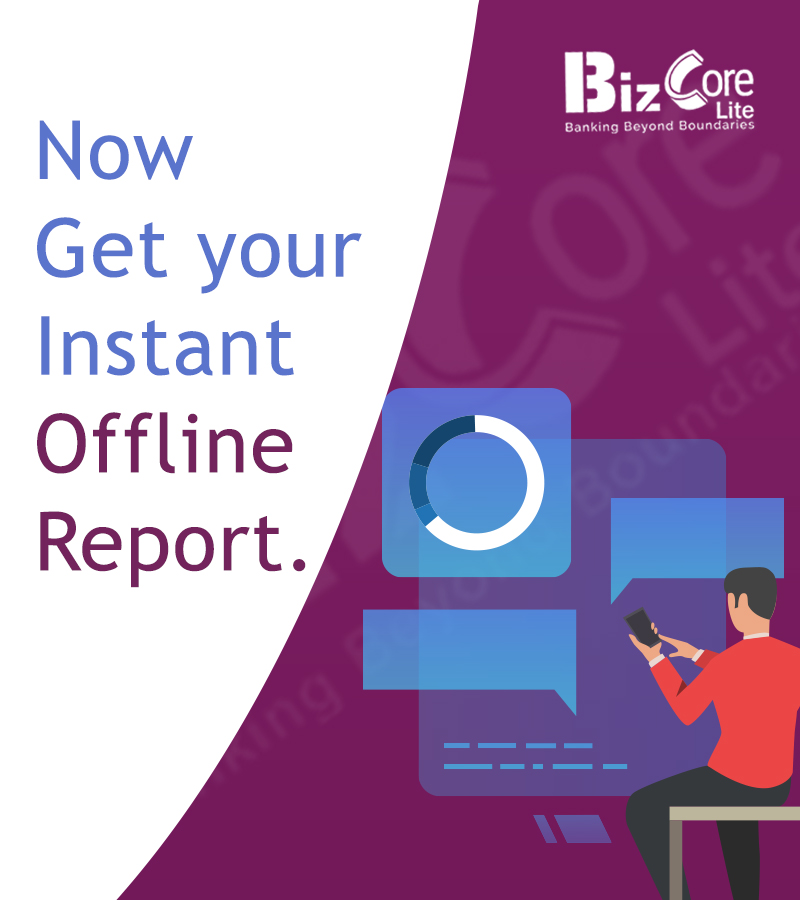 BizCore
Lite
Banking Beyond Boundaries
Now
Get your
Instant
Offline
Report.